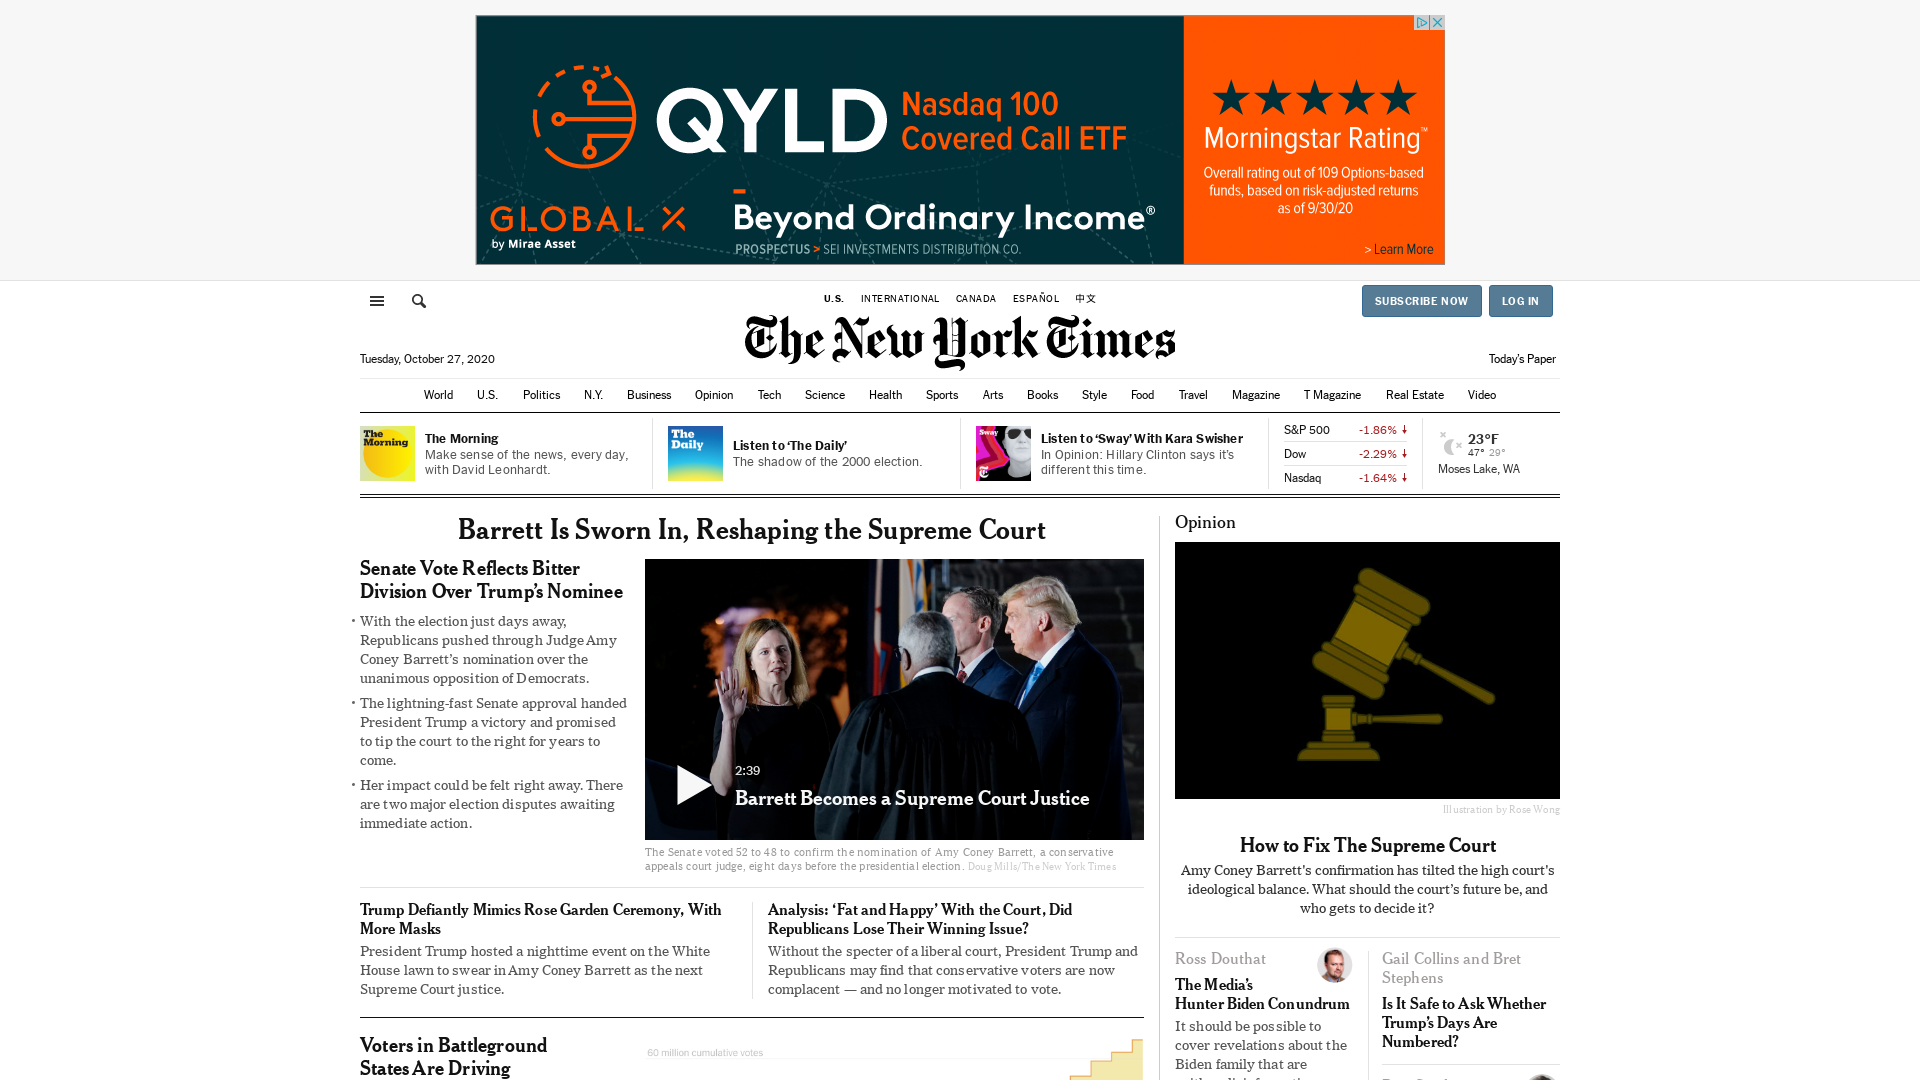 QYLD
Nasdaq 100
Covered Call ETF
GLOBAL X
by Mirae Asset
Beyond Ordinary Income®
PROSPECTUS > SEI INVESTMENTS DISTRIBUTION CO.
Morningstar Rating™
Overall rating out of 109 Options-based
funds, based on risk-adjusted returns
as of 9/30/20
> Learn More
U.S. INTERNATIONAL CANADA ESPAÑOL 中文
SUBSCRIBE NOW LOG IN
The New York Times
Tuesday, October 27, 2020
Today's Paper
World U.S. Politics N.Y. Business Opinion Tech Science Health Sports Arts Books Style Food Travel Magazine T Magazine Real Estate Video
The Morning
The Morning
Make sense of the news, every day,
with David Leonhardt.
The Daily
Listen to ‘The Daily’
The shadow of the 2000 election.
Sway
Listen to ‘Sway’ With Kara Swisher
In Opinion: Hillary Clinton says it’s
different this time.
S&P 500 -1.86%
Dow -2.29%
Nasdaq -1.64%
23°F
47° 29°
Moses Lake, WA
Barrett Is Sworn In, Reshaping the Supreme Court
Senate Vote Reflects Bitter
Division Over Trump’s Nominee
• With the election just days away,
Republicans pushed through Judge Amy
Coney Barrett’s nomination over the
unanimous opposition of Democrats.
• The lightning-fast Senate approval handed
President Trump a victory and promised
to tip the court to the right for years to
come.
• Her impact could be felt right away. There
are two major election disputes awaiting
immediate action.
2:39
Barrett Becomes a Supreme Court Justice
The Senate voted 52 to 48 to confirm the nomination of Amy Coney Barrett, a conservative
appeals court judge, eight days before the presidential election. Doug Mills/The New York Times
Trump Defiantly Mimics Rose Garden Ceremony, With
More Masks
President Trump hosted a nighttime event on the White
House lawn to swear in Amy Coney Barrett as the next
Supreme Court justice.
Analysis: ‘Fat and Happy’ With the Court, Did
Republicans Lose Their Winning Issue?
Without the specter of a liberal court, President Trump and
Republicans may find that conservative voters are now
complacent — and no longer motivated to vote.
Voters in Battleground
States Are Driving
60 million cumulative votes
Opinion
Illustration by Rose Wong
How to Fix The Supreme Court
Amy Coney Barrett's confirmation has tilted the high court's
ideological balance. What should the court’s future be, and
who gets to decide it?
Ross Douthat
The Media’s
Hunter Biden Conundrum
It should be possible to
cover revelations about the
Biden family that are
Gail Collins and Bret
Stephens
Is It Safe to Ask Whether
Trump’s Days Are
Numbered?